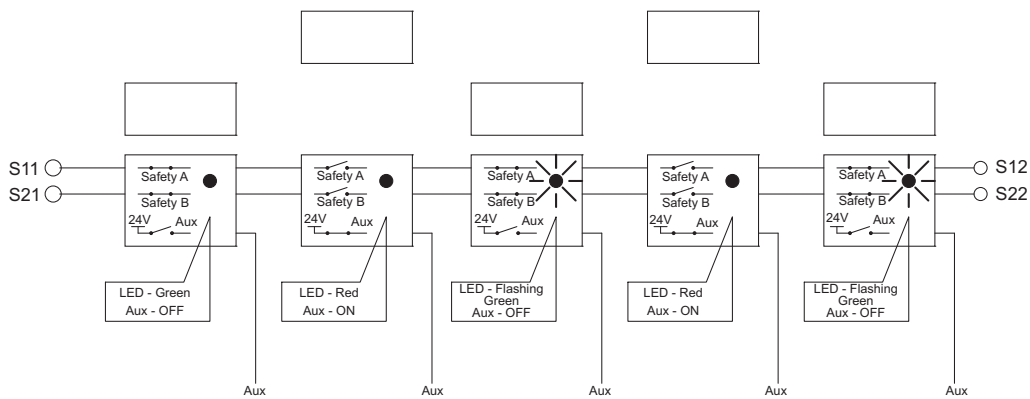 S11
Safety A
Safety A
Safety A
Safety A
Safety A
S12
S21
Safety B
Safety B
Safety B
Safety B
Safety B
S22
24V Aux
24V Aux
24V Aux
24V Aux
24V Aux
LED - Green
Aux - OFF
LED - Red
Aux - ON
LED - Flashing
Green
Aux - OFF
LED - Red
Aux - ON
LED - Flashing
Green
Aux - OFF
Aux
Aux
Aux
Aux
Aux